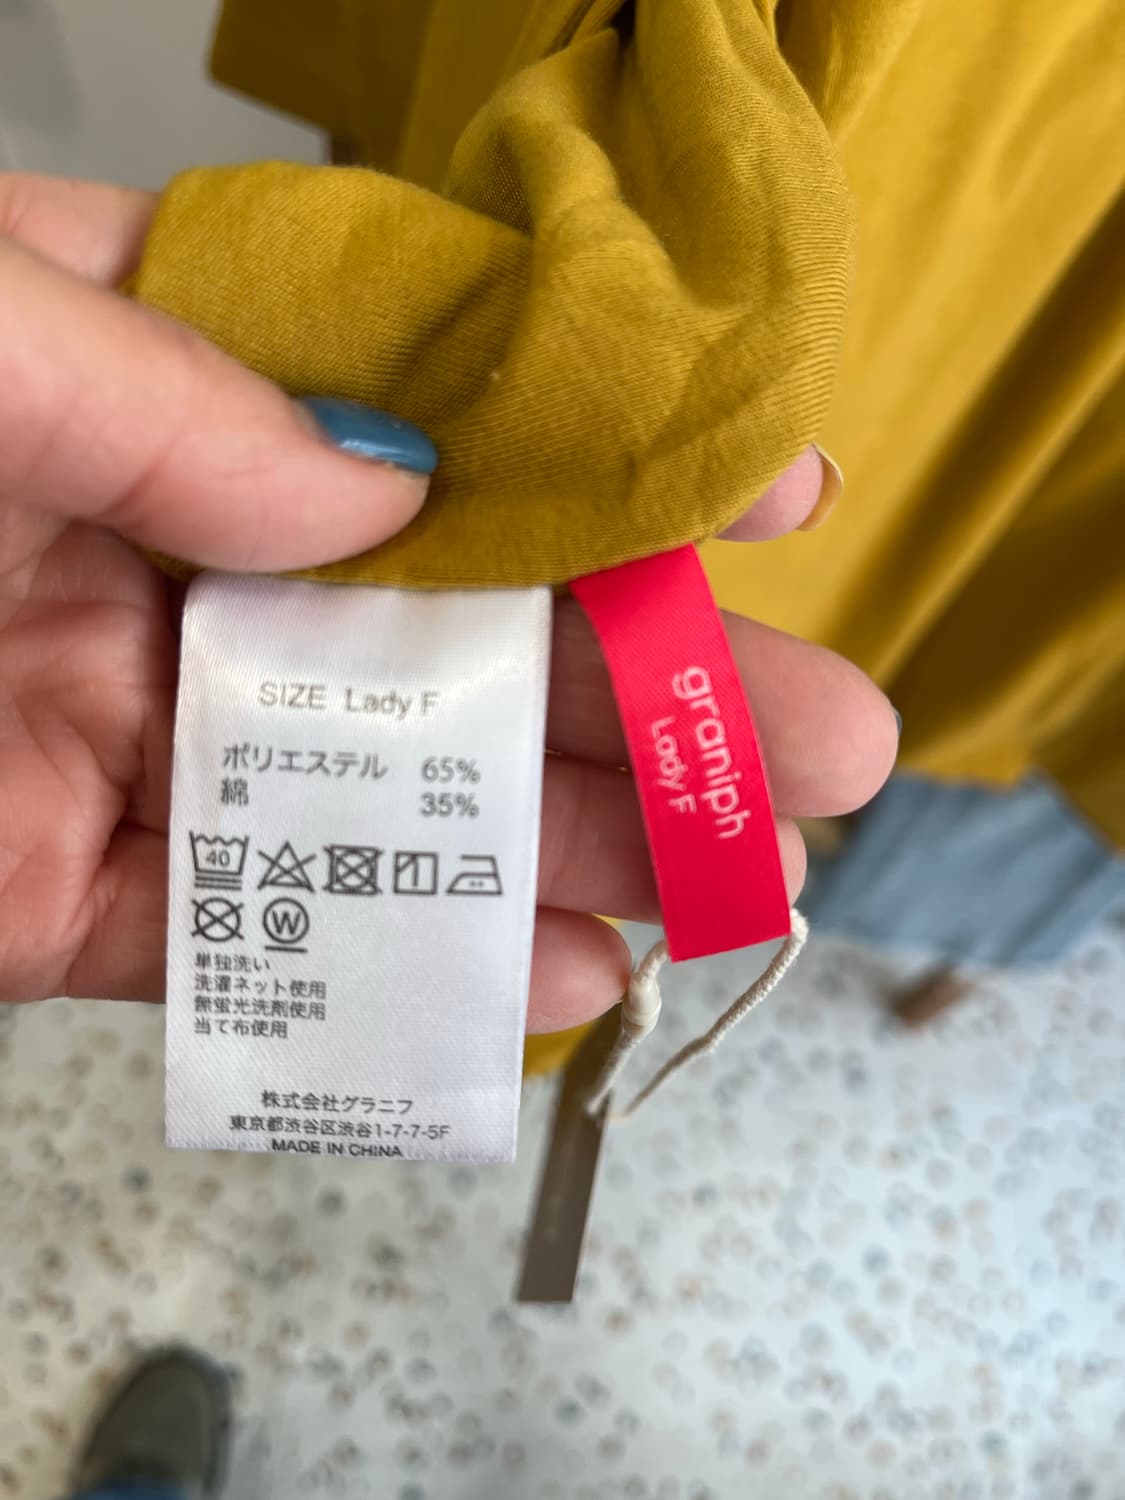 SIZE Lady F
ポリエステル 65%
綿 35%
40
W
単独洗い
洗濯ネット使用
無蛍光洗剤使用
当て布使用
株式会社グラニフ
東京都渋谷区渋谷1-7-7-5F
MADE IN CHINA
graniph
Lady F